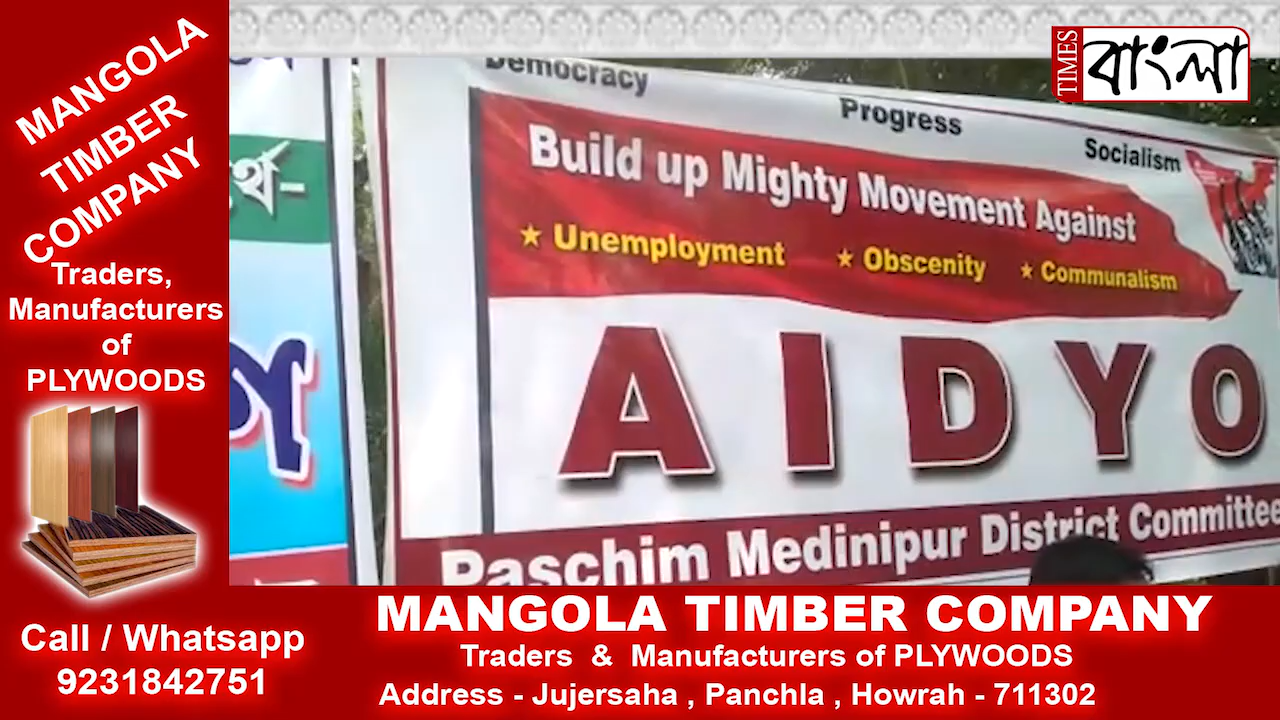 MANGOLA
TIMBER
COMPANY
Traders,
Manufacturers
of
PLYWOODS
Call / Whatsapp
9231842751
TIMES
বাংলা
Democracy
Progress
Socialism
Build up Mighty Movement Against
★ Unemployment ★ Obscenity ★ Communalism
AIDYO
Paschim Medinipur District Committee
MANGOLA TIMBER COMPANY
Traders & Manufacturers of PLYWOODS
Address - Jujersaha , Panchla , Howrah - 711302